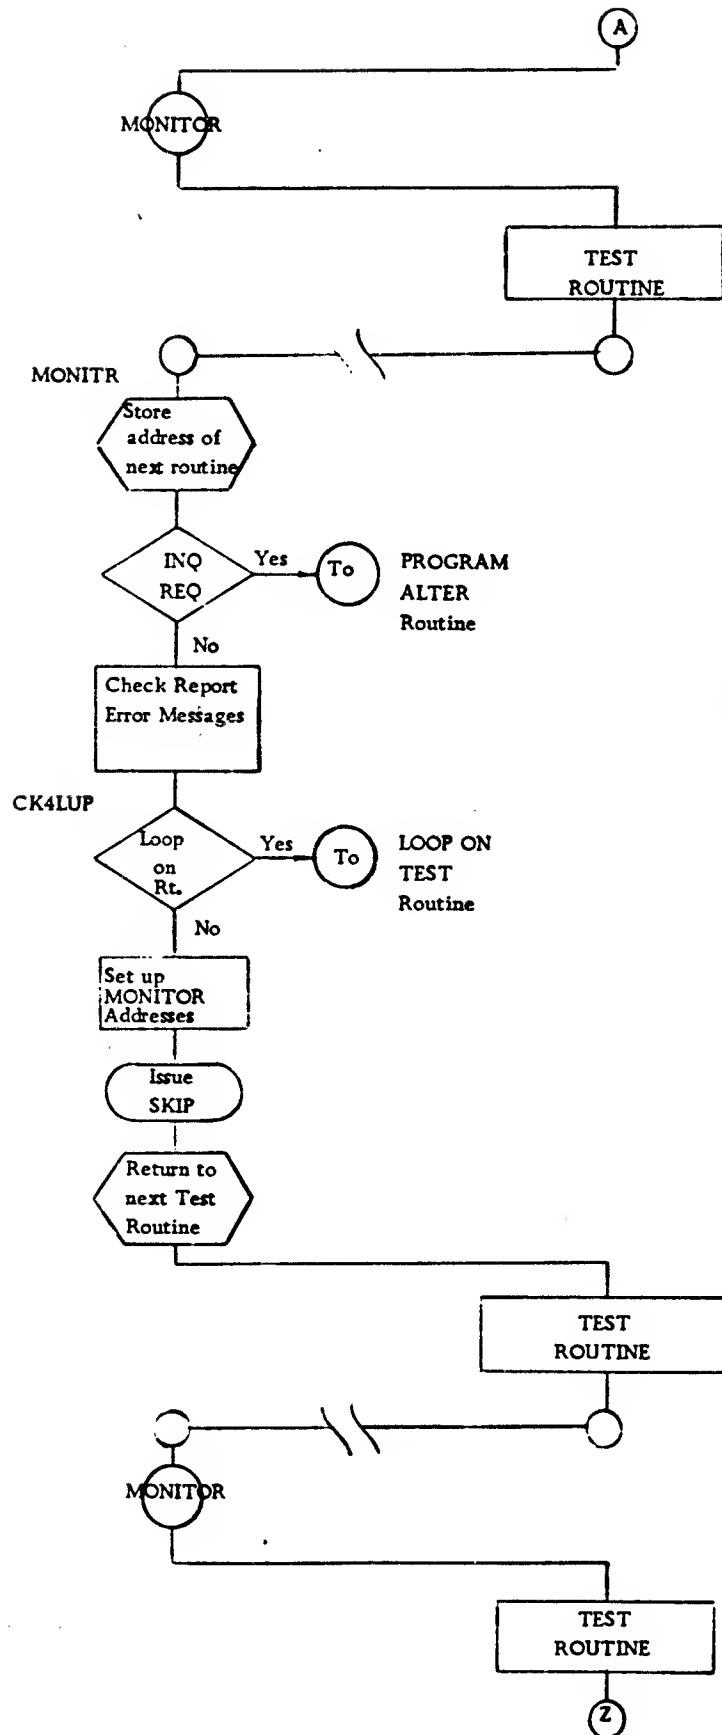 A
MONITOR
TEST
ROUTINE
MONITR
Store
address of
next routine
INQ
REQ
Yes
To
PROGRAM
ALTER
Routine
No
Check Report
Error Messages
CK4LUP
Loop
on
Rt.
Yes
To
LOOP ON
TEST
Routine
No
Set up
MONITOR
Addresses
Issue
SKIP
Return to
next Test
Routine
TEST
ROUTINE
MONITOR
TEST
ROUTINE
Z